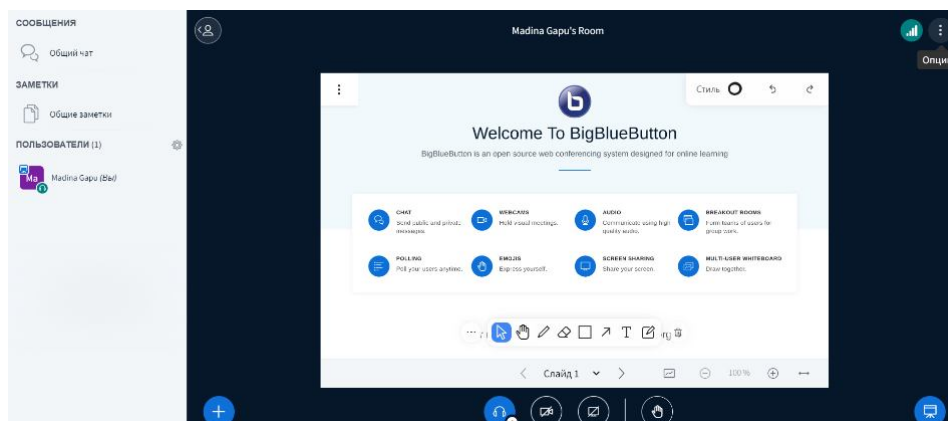 СООБЩЕНИЯ
Общий чат
ЗАМЕТКИ
Общие заметки
ПОЛЬЗОВАТЕЛИ (1)
Ma
Madina Gapu (Вы)
Madina Gapu's Room
Опции
Стиль
Welcome To BigBlueButton
BigBlueButton is an open source web conferencing system designed for online learning
CHAT
Send public and private
messages.
WEBCAMS
Hold visual meetings.
AUDIO
Communicate using high
quality audio.
BREAKOUT ROOMS
Form teams of users for
group work.
POLLING
Poll your users anytime.
EMOJIS
Express yourself.
SCREEN SHARING
Share your screen.
MULTI-USER WHITEBOARD
Draw together.
T
Слайд 1
100%